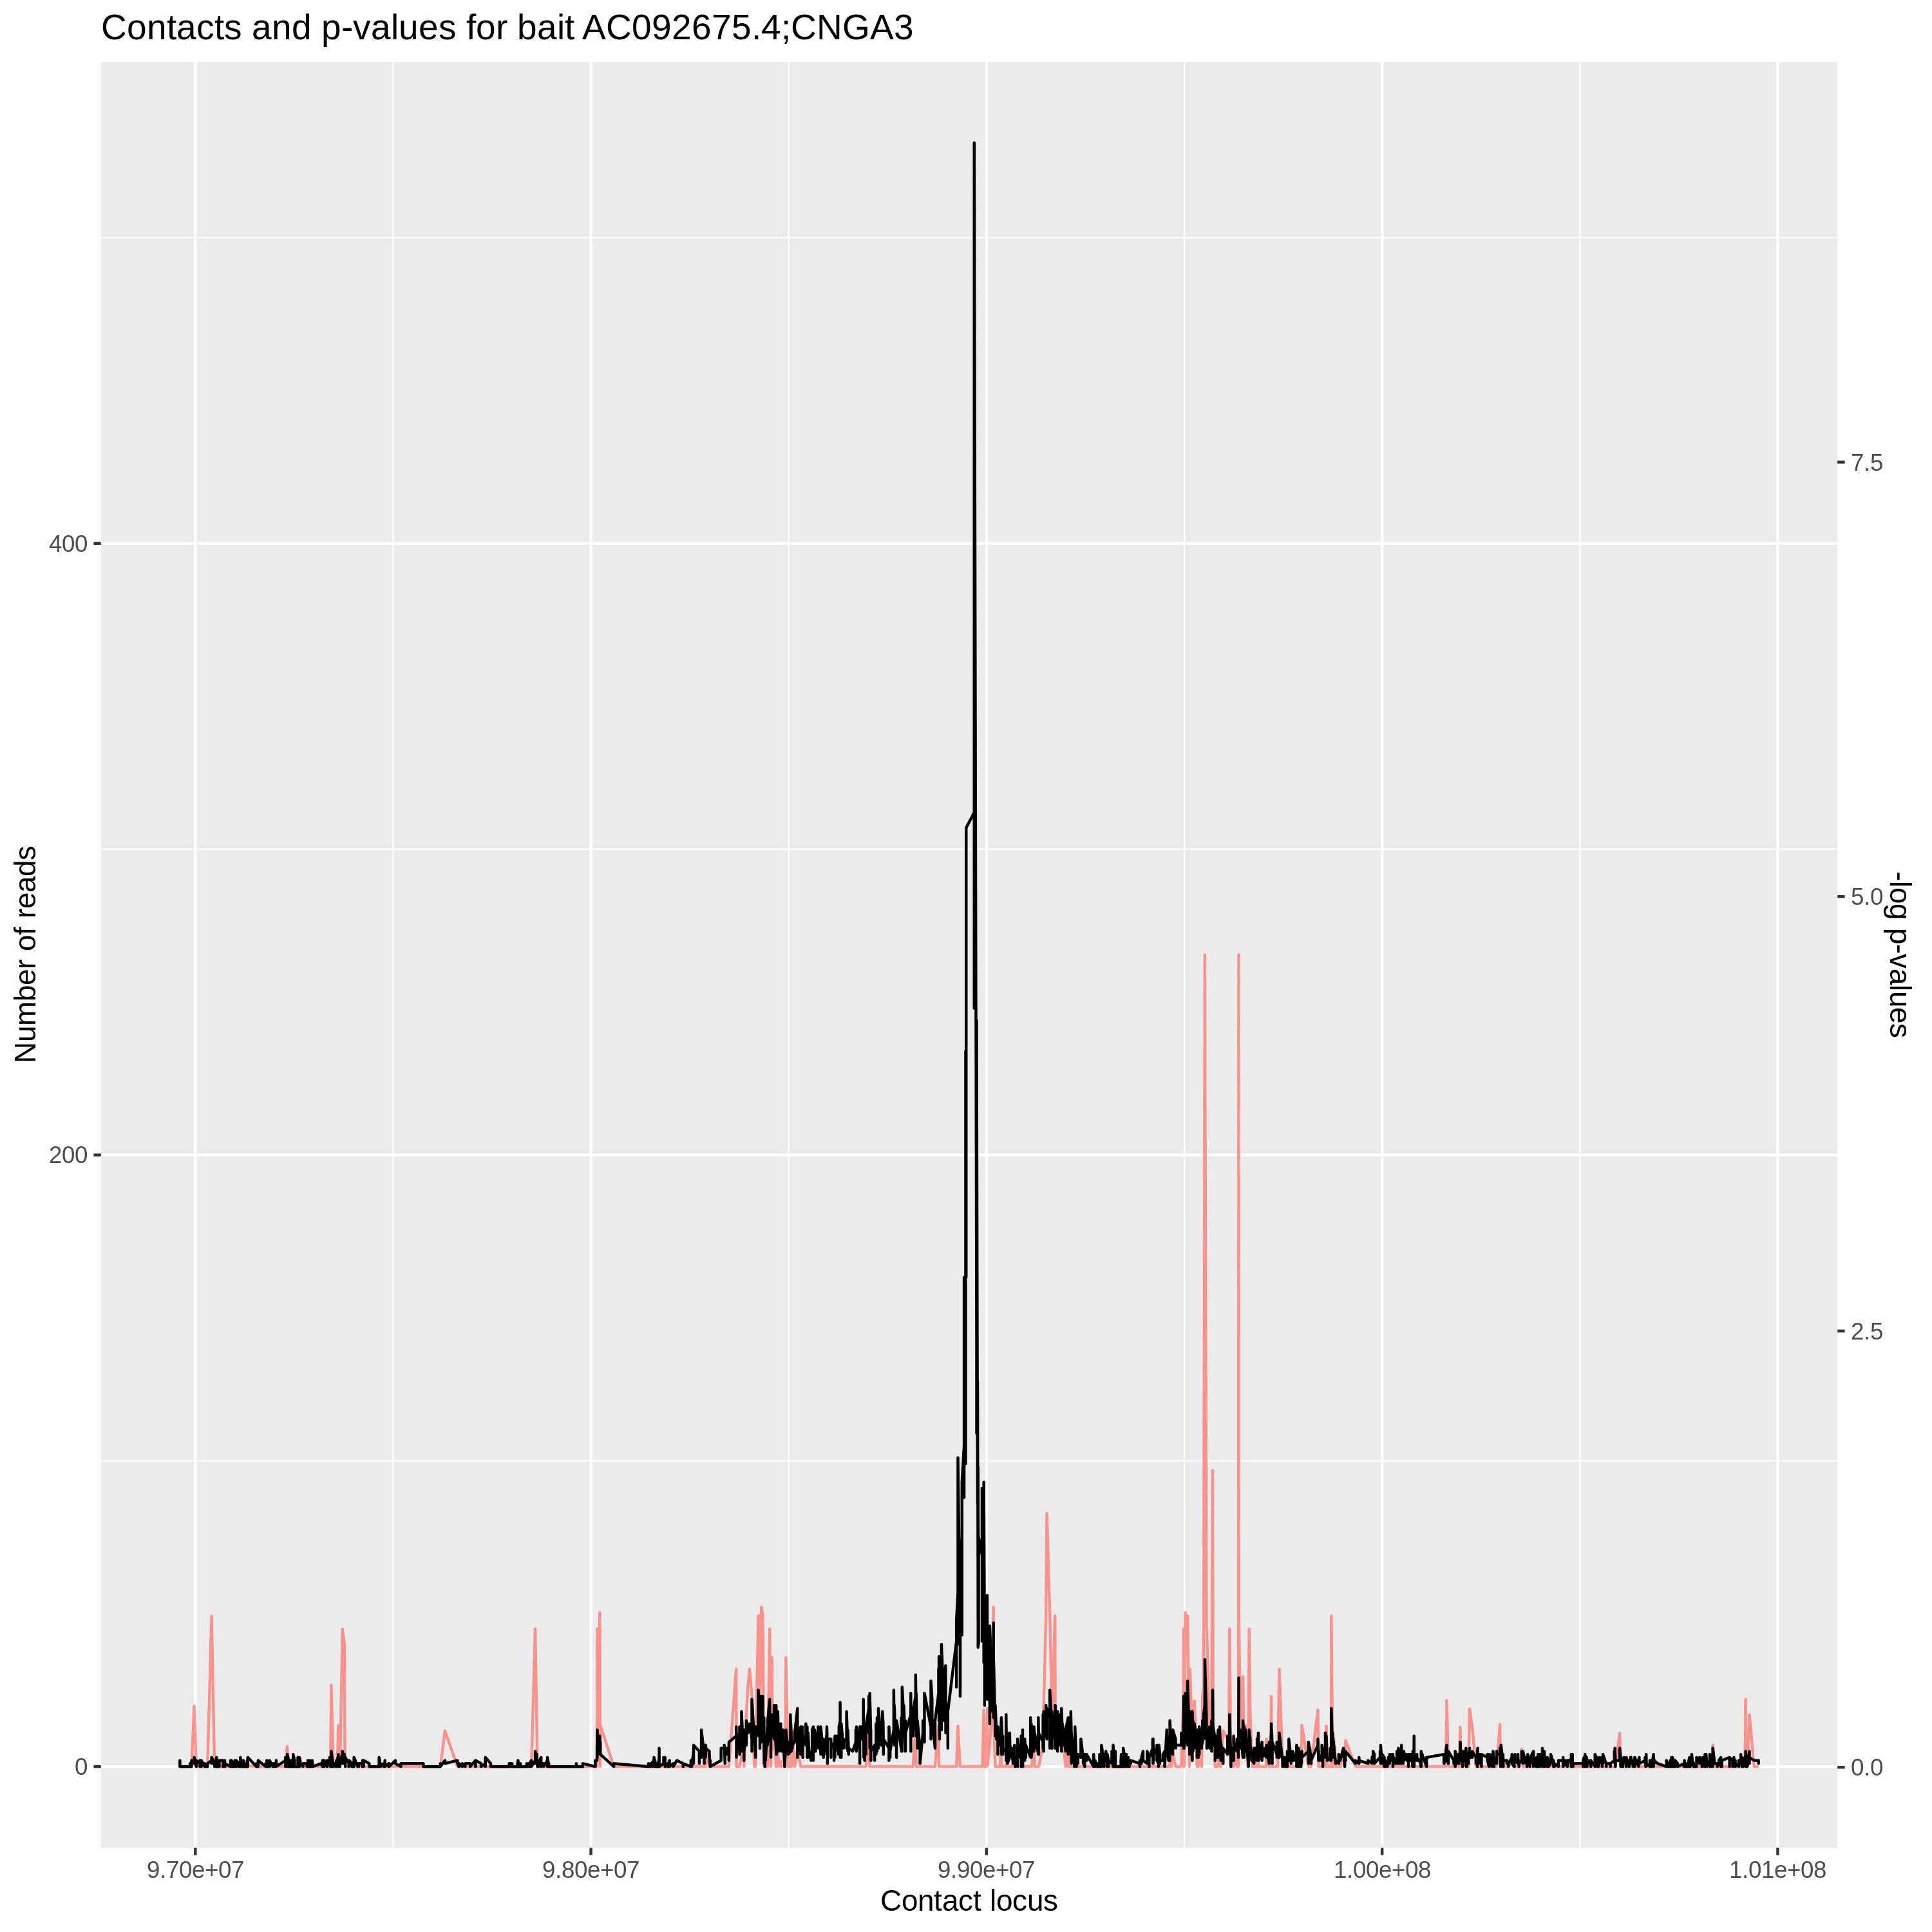 Contacts and p-values for bait AC092675.4;CNGA3
Number of reads
400
200
0
7.5
5.0
2.5
0.0
-log p-values
9.70e+07
9.80e+07
9.90e+07
1.00e+08
1.01e+08
Contact locus